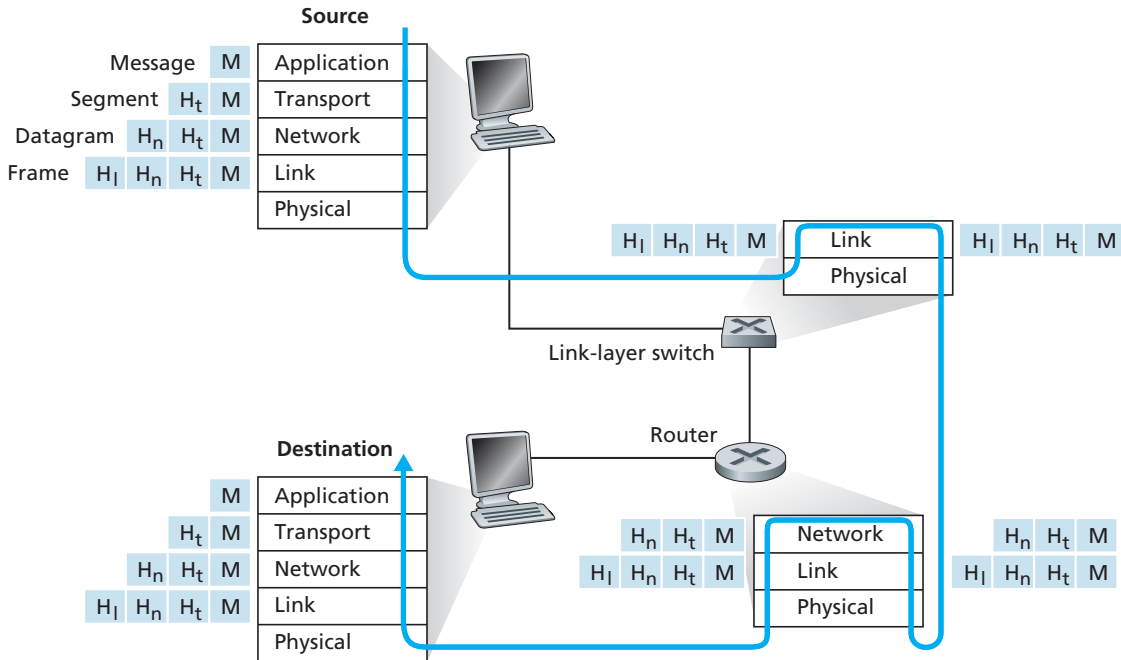 Source
Message M Application
Segment Ht M Transport
Datagram Hn Ht M Network
Frame Hl Hn Ht M Link
Physical
Hl Hn Ht M Link Hl Hn Ht M
Physical
Link-layer switch
Router
Destination
M Application
Ht M Transport
Hn Ht M Network
Hl Hn Ht M Link
Physical
Hn Ht M Network Hn Ht M
Hl Hn Ht M Link Hl Hn Ht M
Physical